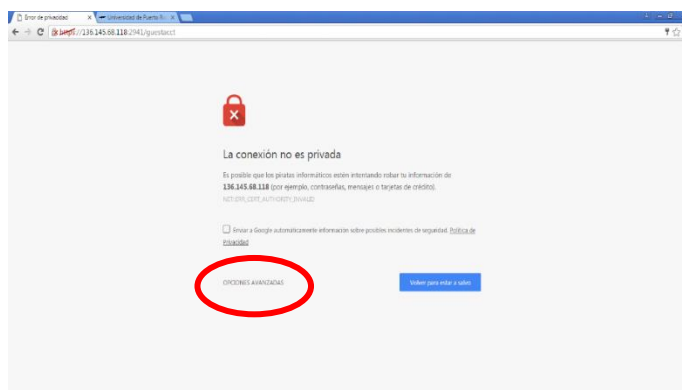 Error de privacidad
Universidad de Puerto R
https://136.145.68.118:2941/guestacct
La conexión no es privada
Es posible que los piratas informáticos estén intentando robar tu información de
136.145.68.118 (por ejemplo, contraseñas, mensajes o tarjetas de crédito).
NET::ERR_CERT_AUTHORITY_INVALID
Enviar a Google automáticamente información sobre posibles incidentes de seguridad. Política de
Privacidad
OPCIONES AVANZADAS
Volver para estar a salvo